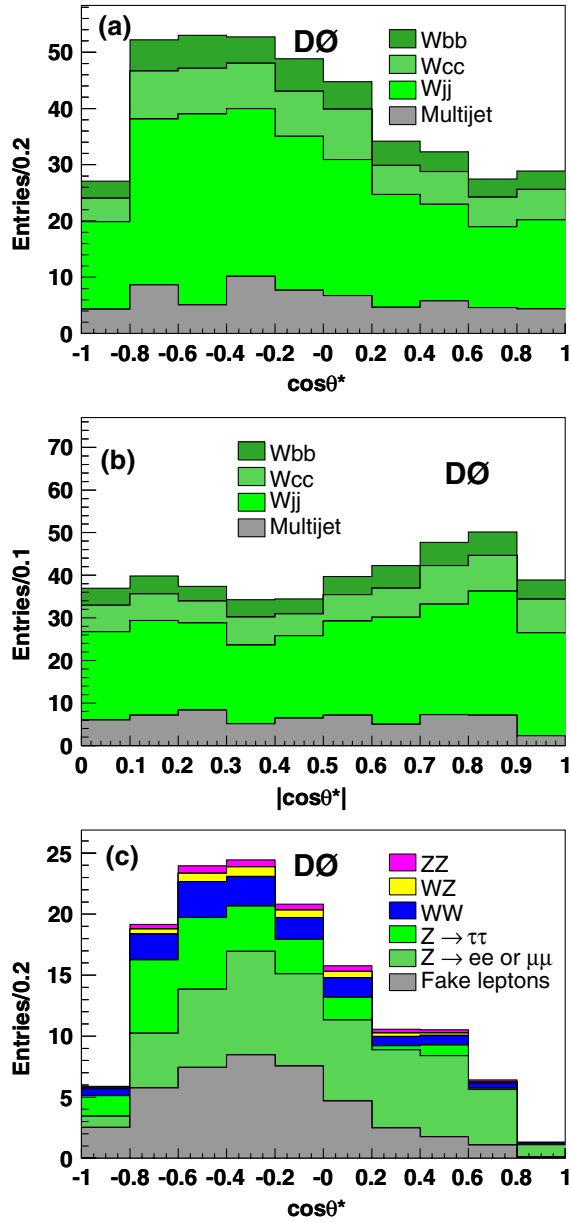 (a)
DØ
Wbb
Wcc
Wjj
Multijet
Entries/0.2
50
40
30
20
10
0
-1 -0.8 -0.6 -0.4 -0.2 -0 0.2 0.4 0.6 0.8 1
cosθ*
(b)
DØ
Wbb
Wcc
Wjj
Multijet
Entries/0.1
70
60
50
40
30
20
10
0
0 0.1 0.2 0.3 0.4 0.5 0.6 0.7 0.8 0.9 1
|cosθ*|
(c)
DØ
ZZ
WZ
WW
Z → ττ
Z → ee or μμ
Fake leptons
Entries/0.2
25
20
15
10
5
0
-1 -0.8 -0.6 -0.4 -0.2 -0 0.2 0.4 0.6 0.8 1
cosθ*